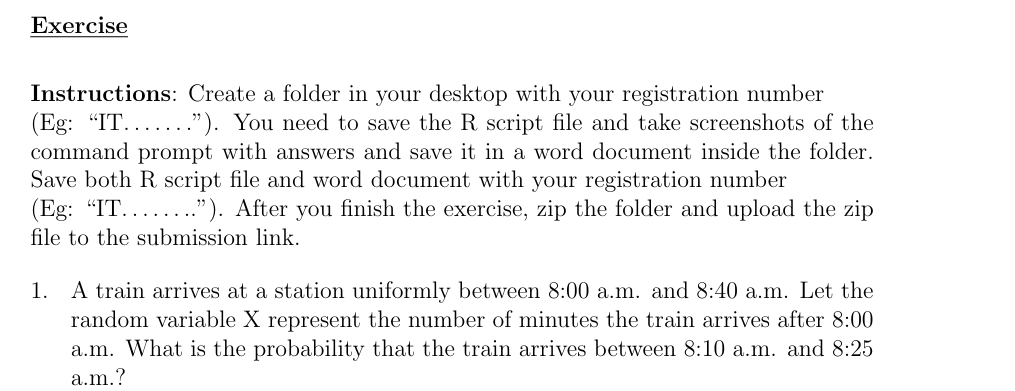 Exercise
Instructions: Create a folder in your desktop with your registration number
(Eg: “IT.......”). You need to save the R script file and take screenshots of the
command prompt with answers and save it in a word document inside the folder.
Save both R script file and word document with your registration number
(Eg: “IT........”). After you finish the exercise, zip the folder and upload the zip
file to the submission link.
1. A train arrives at a station uniformly between 8:00 a.m. and 8:40 a.m. Let the
random variable X represent the number of minutes the train arrives after 8:00
a.m. What is the probability that the train arrives between 8:10 a.m. and 8:25
a.m.?